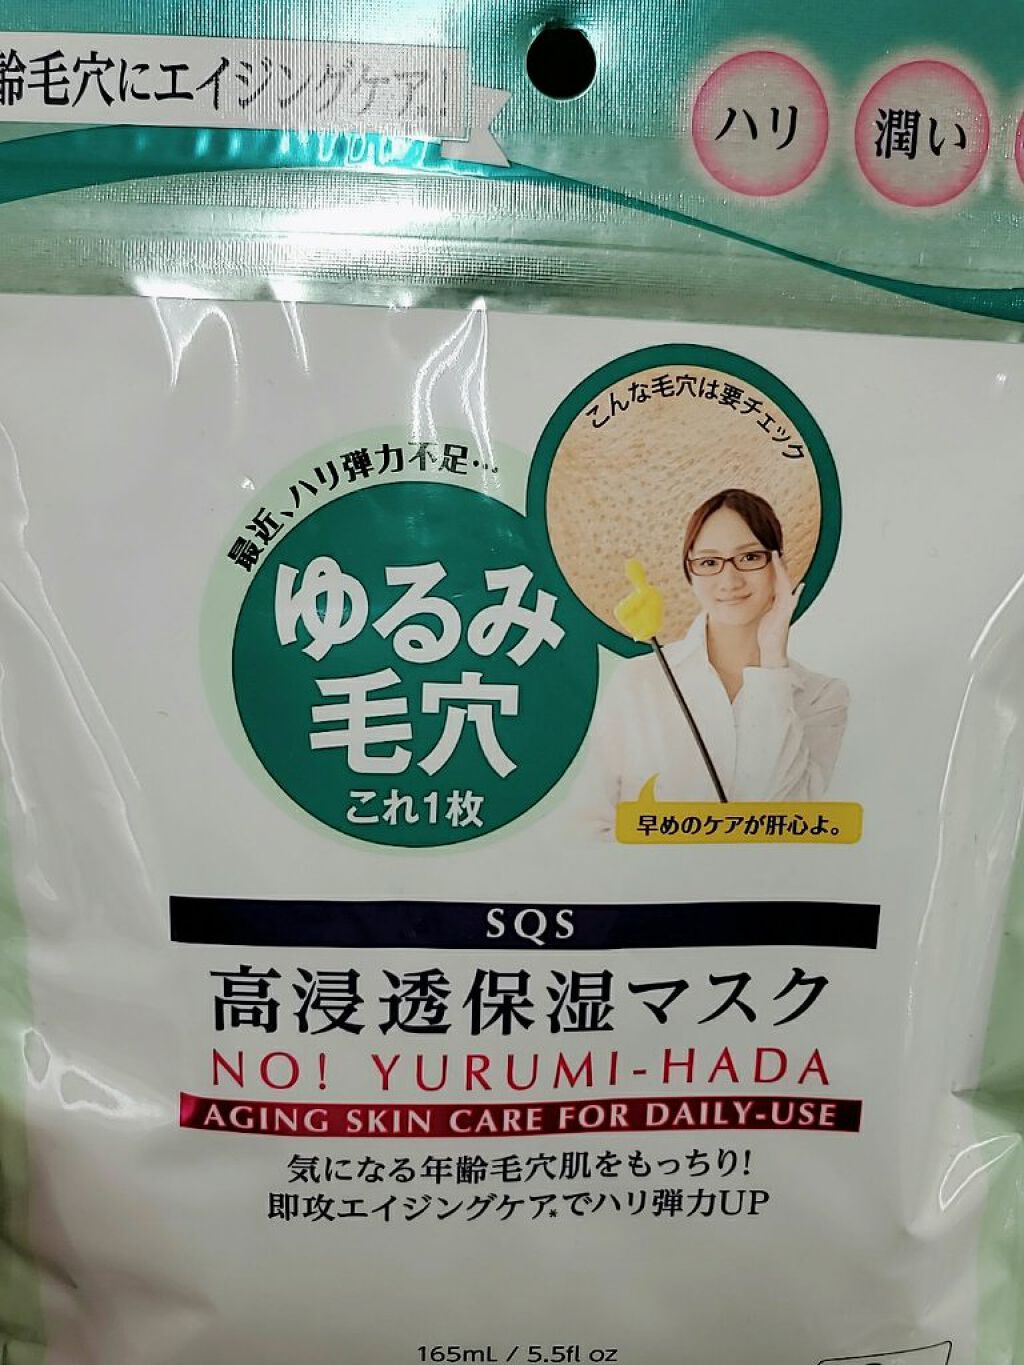 齢毛穴にエイジングケア*!
ハリ
潤い
こんな毛穴は要チェック
最近、ハリ弾力不足…
ゆるみ
毛穴
これ1枚
早めのケアが肝心よ。
SQS
高浸透保湿マスク
NO! YURUMI-HADA
AGING SKIN CARE FOR DAILY-USE
気になる年齢毛穴肌をもっちり!
即攻エイジングケア*でハリ弾力UP
165mL / 5.5fl oz